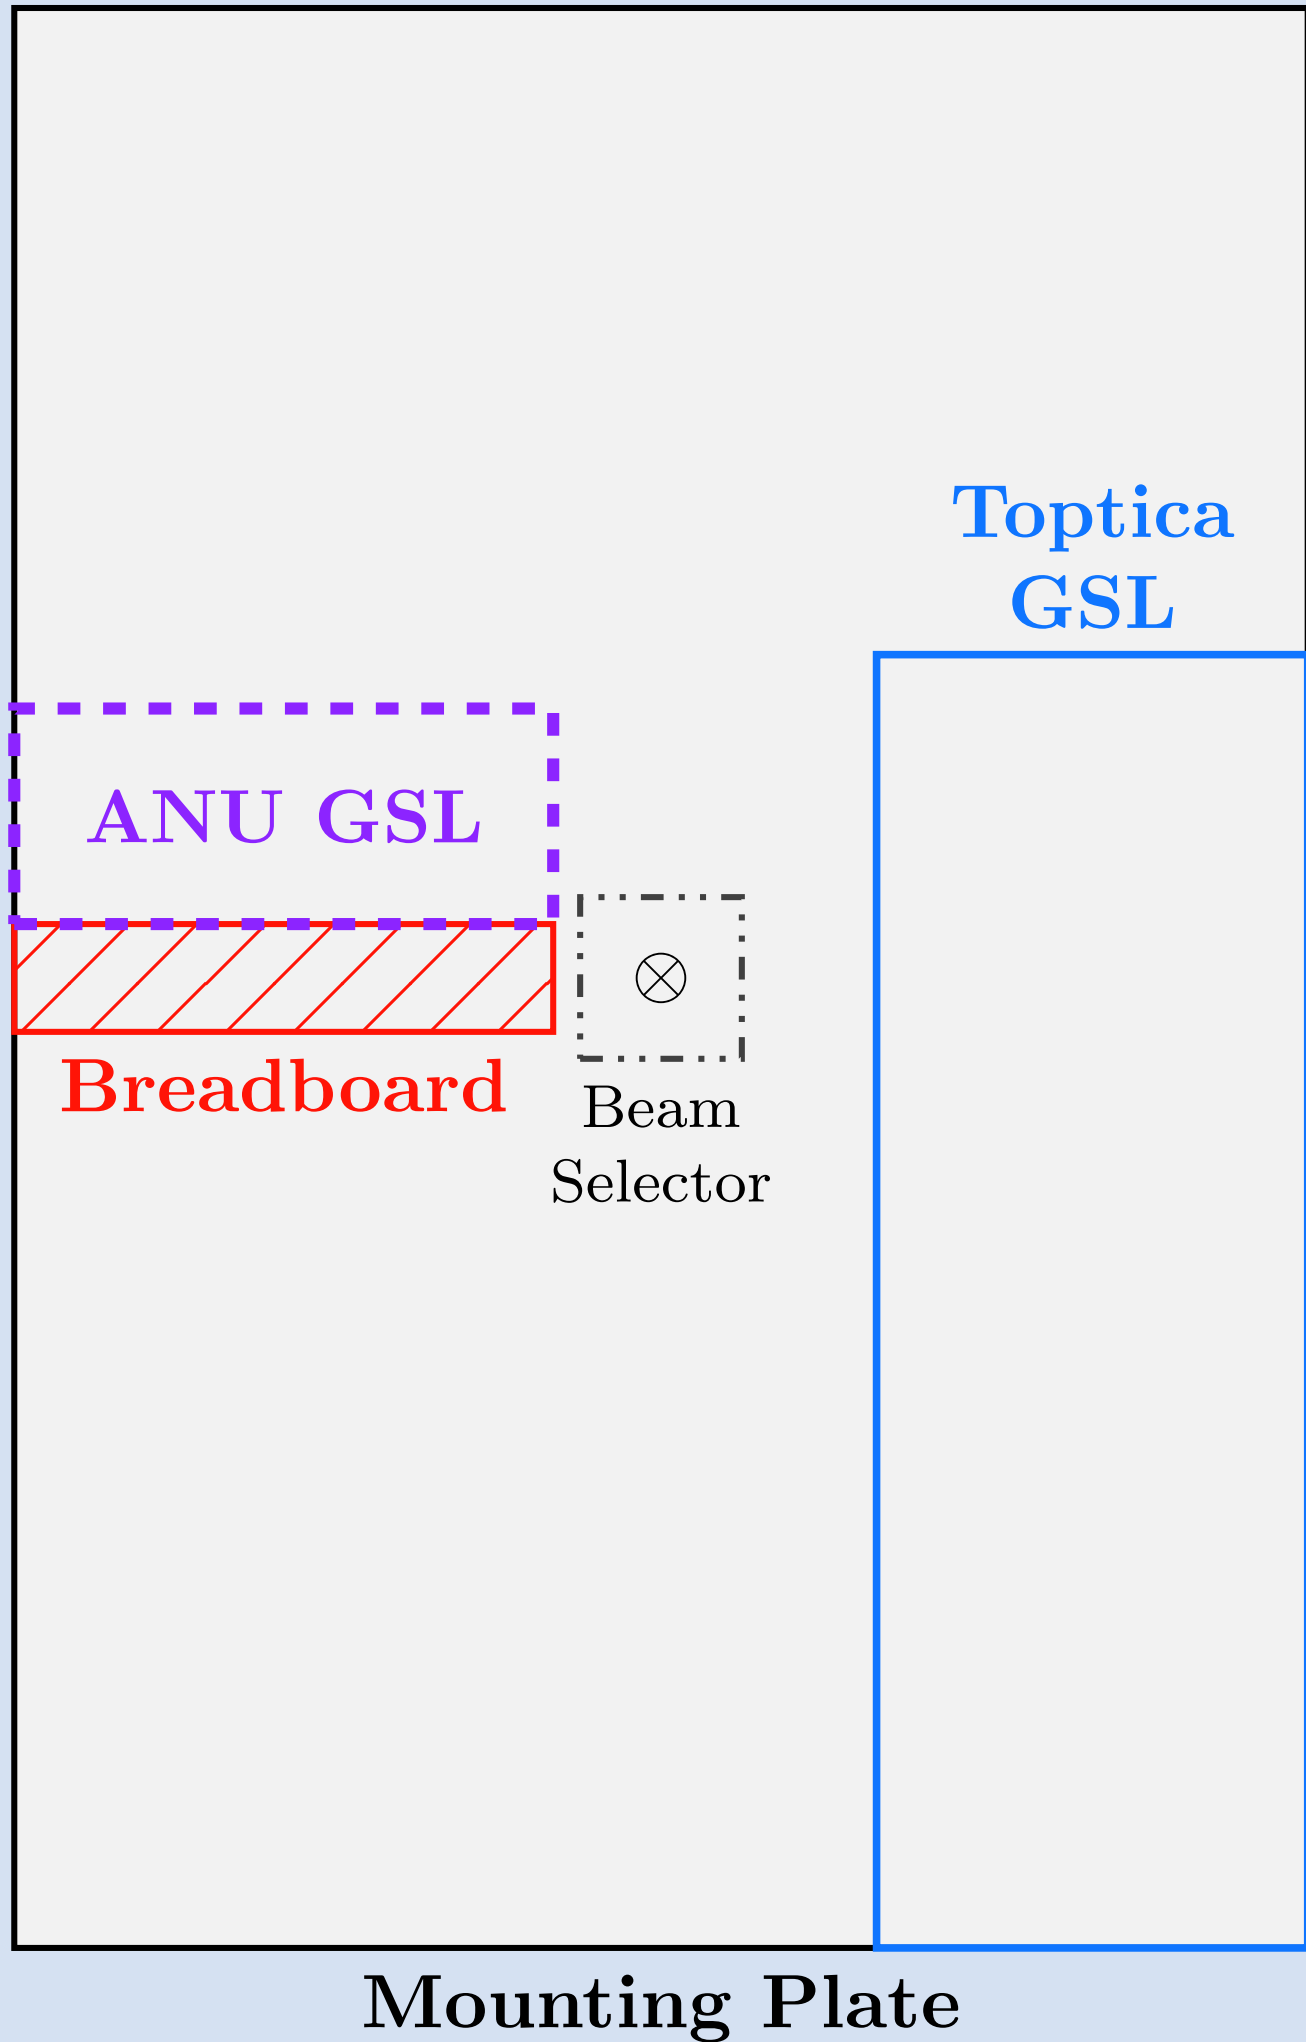 Toptica
GSL
ANU GSL
Breadboard
Beam
Selector
Mounting Plate